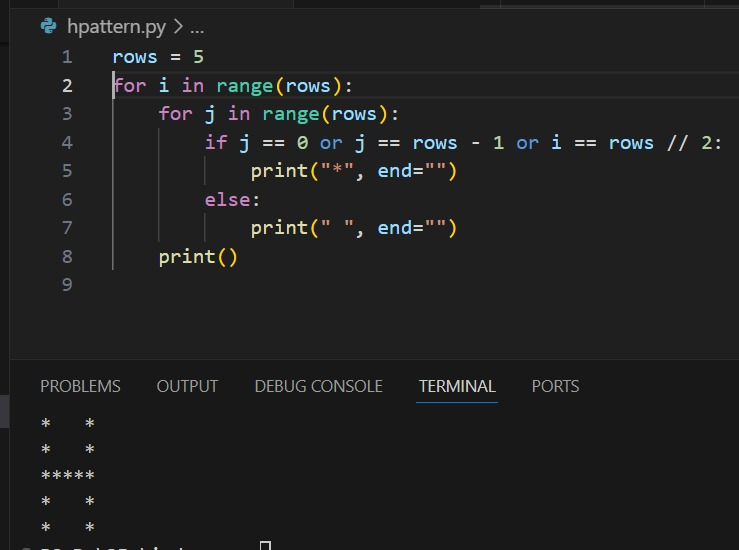 hpattern.py > ...
1 rows = 5
2 for i in range(rows):
3     for j in range(rows):
4         if j == 0 or j == rows - 1 or i == rows // 2:
5             print("*", end="")
6         else:
7             print(" ", end="")
8     print()
9
PROBLEMS OUTPUT DEBUG CONSOLE TERMINAL PORTS
*   *
*   *
*****
*   *
*   *